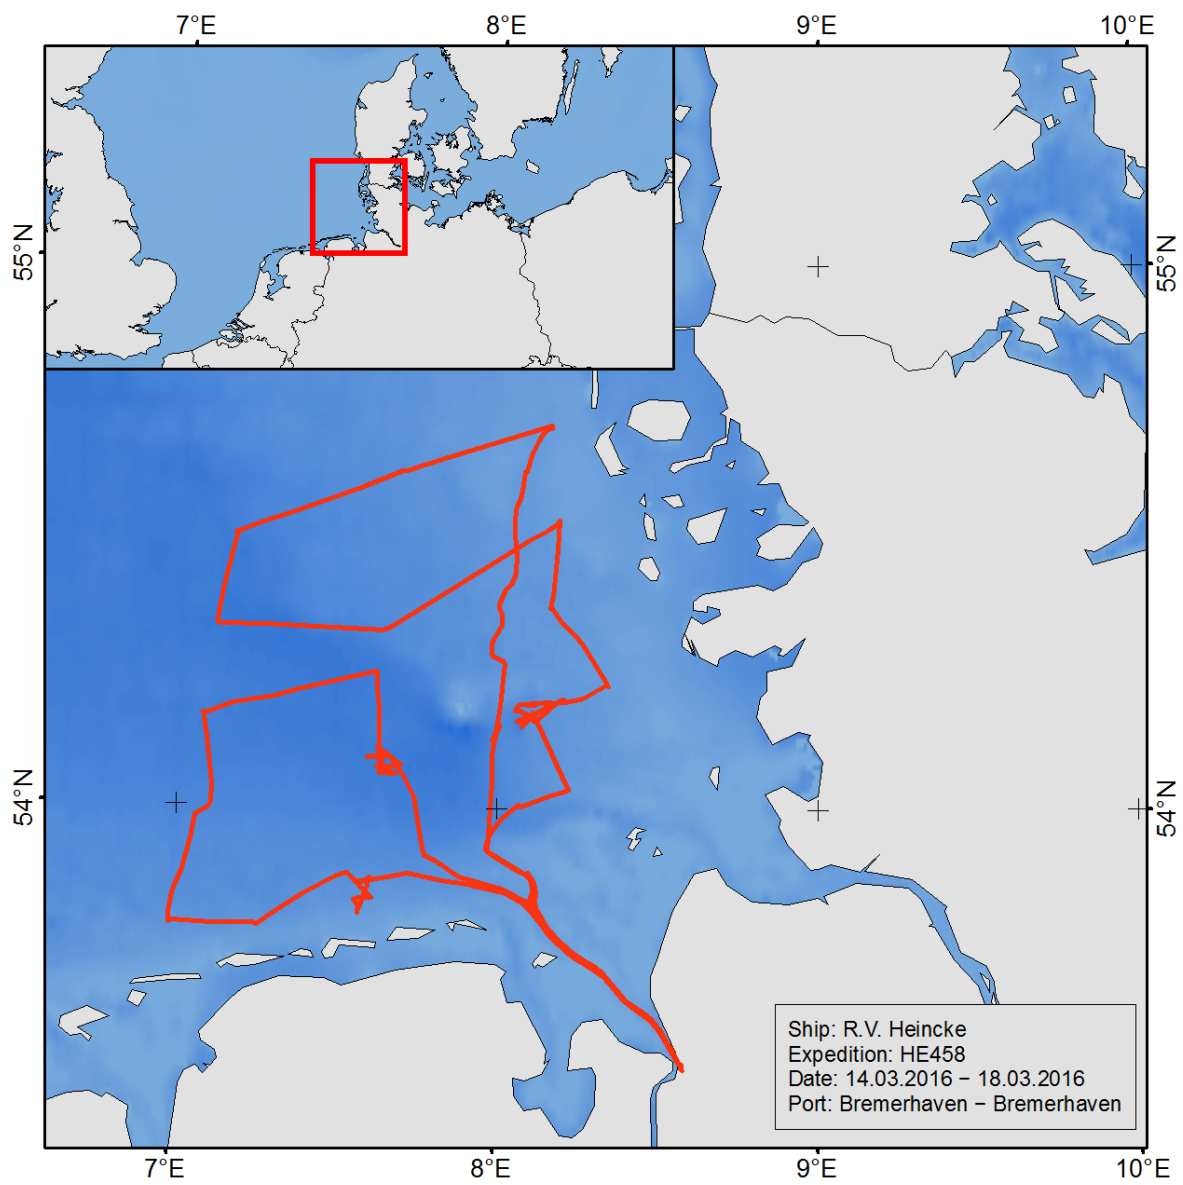 7°E 8°E 9°E 10°E
55°N 55°N
54°N 54°N
Ship: R.V. Heincke
Expedition: HE458
Date: 14.03.2016 − 18.03.2016
Port: Bremerhaven − Bremerhaven
7°E 8°E 9°E 10°E